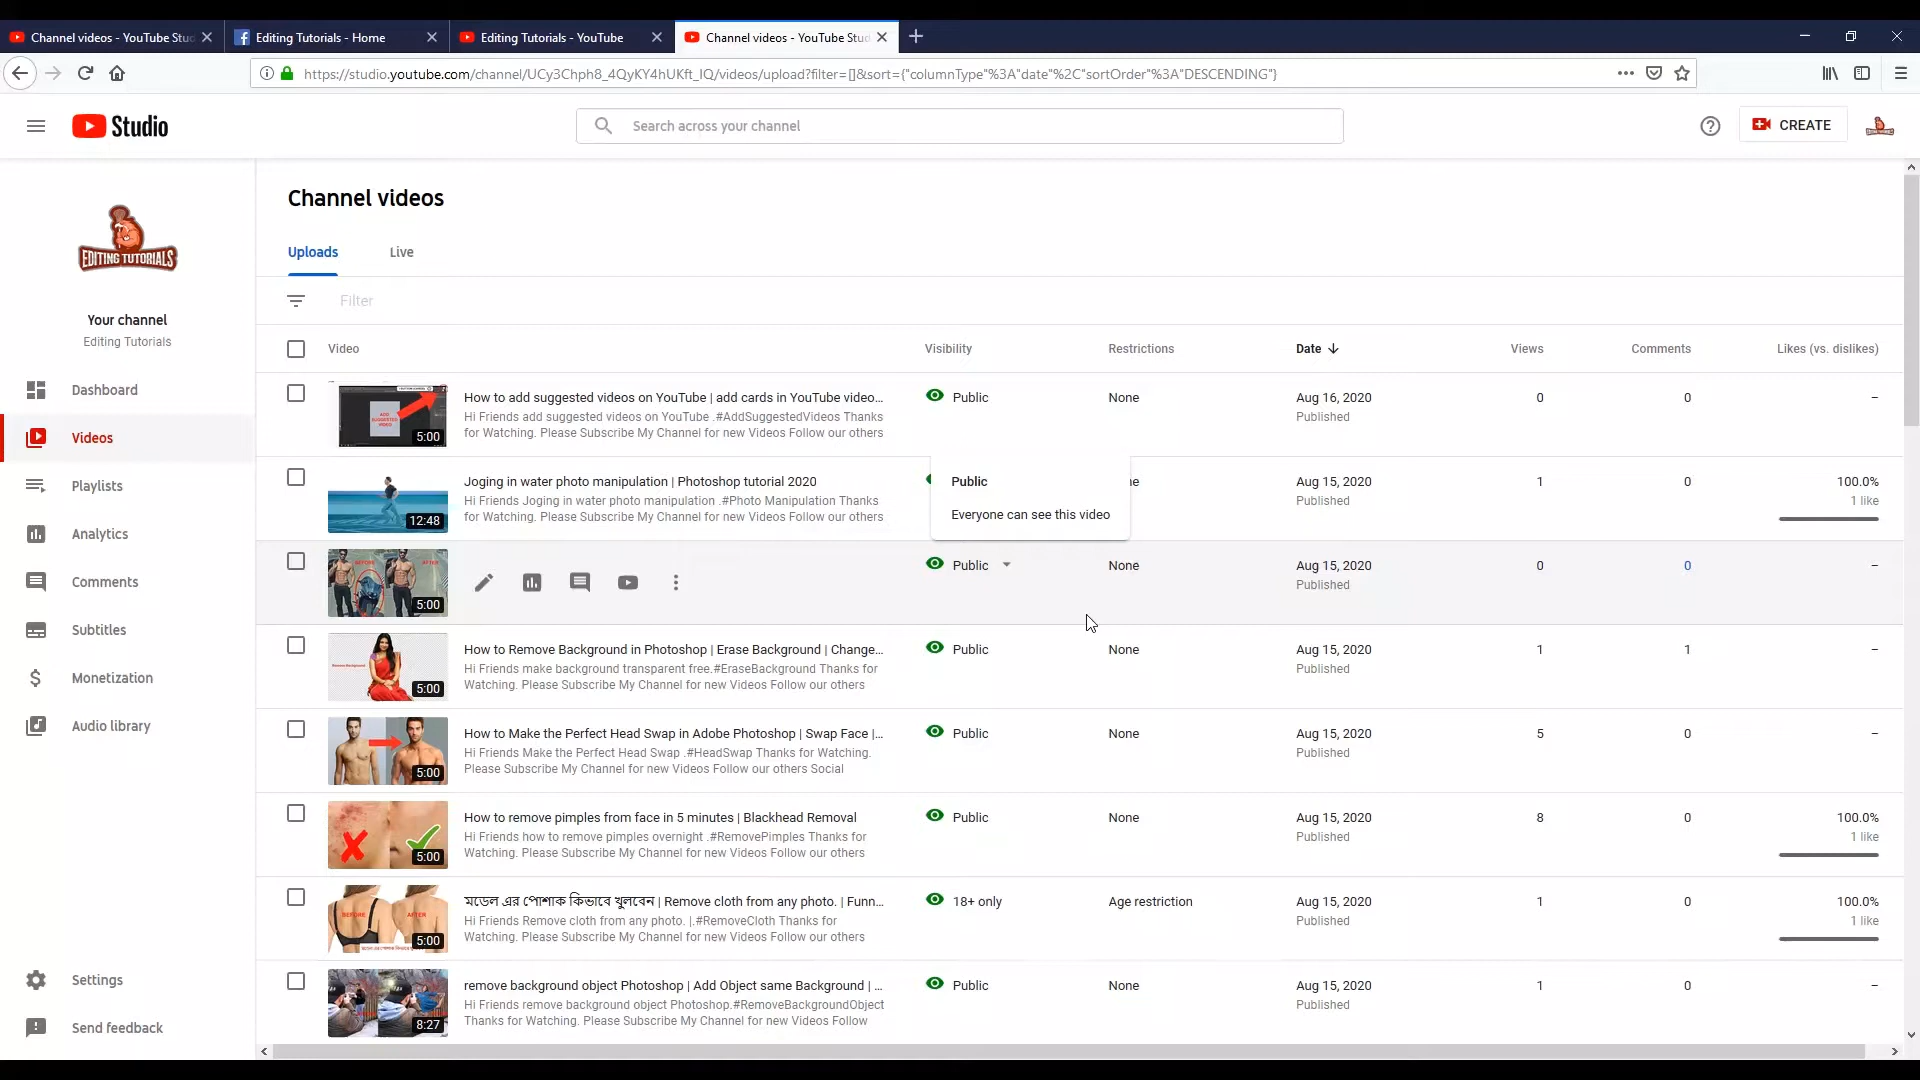 Channel videos - YouTube Stu
Editing Tutorials - Home
Editing Tutorials - YouTube
Channel videos - YouTube Stud
https://studio.youtube.com/channel/UCy3Chph8_4QyKY4hUKft_IQ/videos/upload?filter=[]&sort={"columnType"%3A"date"%2C"sortOrder"%3A"DESCENDING"}
Studio
Search across your channel
CREATE
EDITING TUTORIALS
Your channel
Editing Tutorials
Dashboard
Videos
Playlists
Analytics
Comments
Subtitles
Monetization
Audio library
Settings
Send feedback
Channel videos
Uploads Live
Filter
Video Visibility Restrictions Date Views Comments Likes (vs. dislikes)
ADD SUGGESTED VIDEO
5:00
How to add suggested videos on YouTube | add cards in YouTube video...
Hi Friends add suggested videos on YouTube .#AddSuggestedVideos Thanks
for Watching. Please Subscribe My Channel for new Videos Follow our others
Public None Aug 16, 2020 0 0 –
Published
12:48
Joging in water photo manipulation | Photoshop tutorial 2020
Hi Friends Joging in water photo manipulation .#Photo Manipulation Thanks
for Watching. Please Subscribe My Channel for new Videos Follow our others
Public
Everyone can see this video
ne Aug 15, 2020 1 0 100.0%
Published 1 like
BEFORE AFTER
5:00
Public None Aug 15, 2020 0 0 –
Published
Remove Background
5:00
How to Remove Background in Photoshop | Erase Background | Change...
Hi Friends make background transparent free.#EraseBackground Thanks for
Watching. Please Subscribe My Channel for new Videos Follow our others
Public None Aug 15, 2020 1 1 –
Published
5:00
How to Make the Perfect Head Swap in Adobe Photoshop | Swap Face |...
Hi Friends Make the Perfect Head Swap .#HeadSwap Thanks for Watching.
Please Subscribe My Channel for new Videos Follow our others Social
Public None Aug 15, 2020 5 0 –
Published
5:00
How to remove pimples from face in 5 minutes | Blackhead Removal
Hi Friends how to remove pimples overnight .#RemovePimples Thanks for
Watching. Please Subscribe My Channel for new Videos Follow our others
Public None Aug 15, 2020 8 0 100.0%
Published 1 like
BEFORE AFTER
5:00
মডেল এর পোশাক কিভাবে খুলবেন | Remove cloth from any photo. | Funn...
Hi Friends Remove cloth from any photo. |.#RemoveCloth Thanks for
Watching. Please Subscribe My Channel for new Videos Follow our others
18+ only Age restriction Aug 15, 2020 1 0 100.0%
Published 1 like
8:27
remove background object Photoshop | Add Object same Background | ...
Hi Friends remove background object Photoshop.#RemoveBackgroundObject
Thanks for Watching. Please Subscribe My Channel for new Videos Follow
Public None Aug 15, 2020 1 0 –
Published